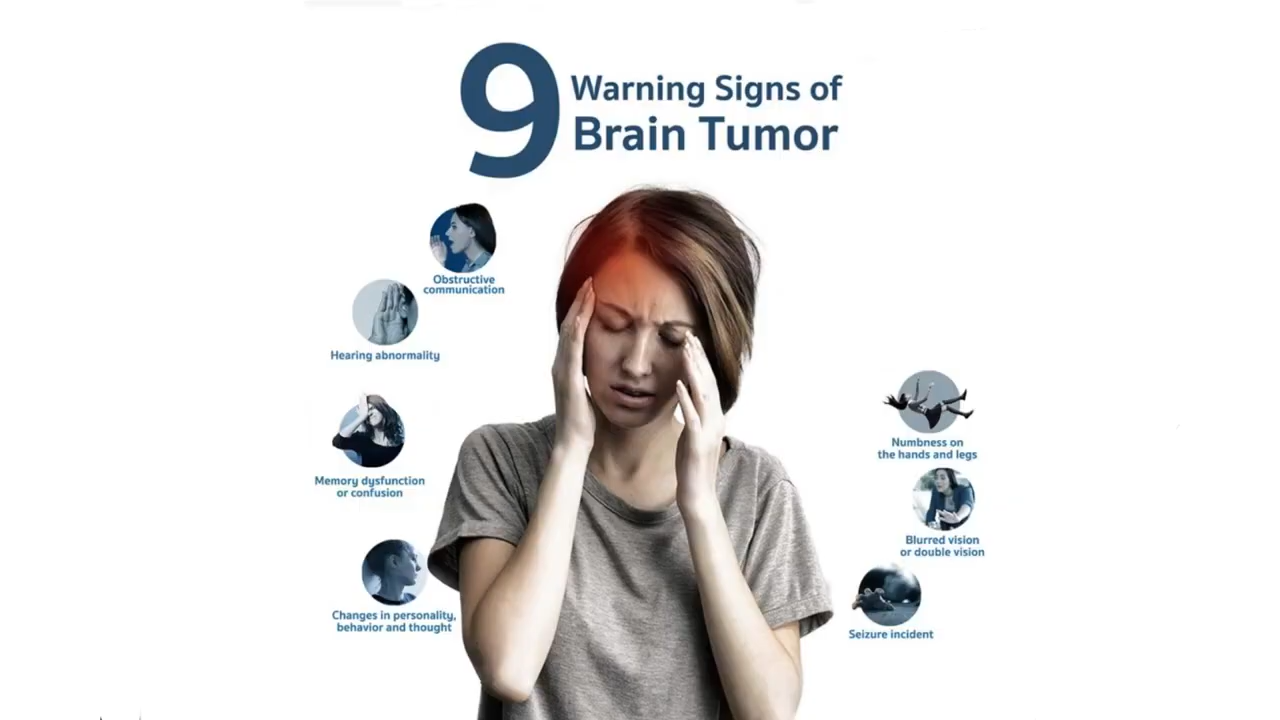 9
Warning Signs of
Brain Tumor
Obstructive
communication
Hearing abnormality
Memory dysfunction
or confusion
Changes in personality,
behavior and thought
Numbness on
the hands and legs
Blurred vision
or double vision
Seizure incident